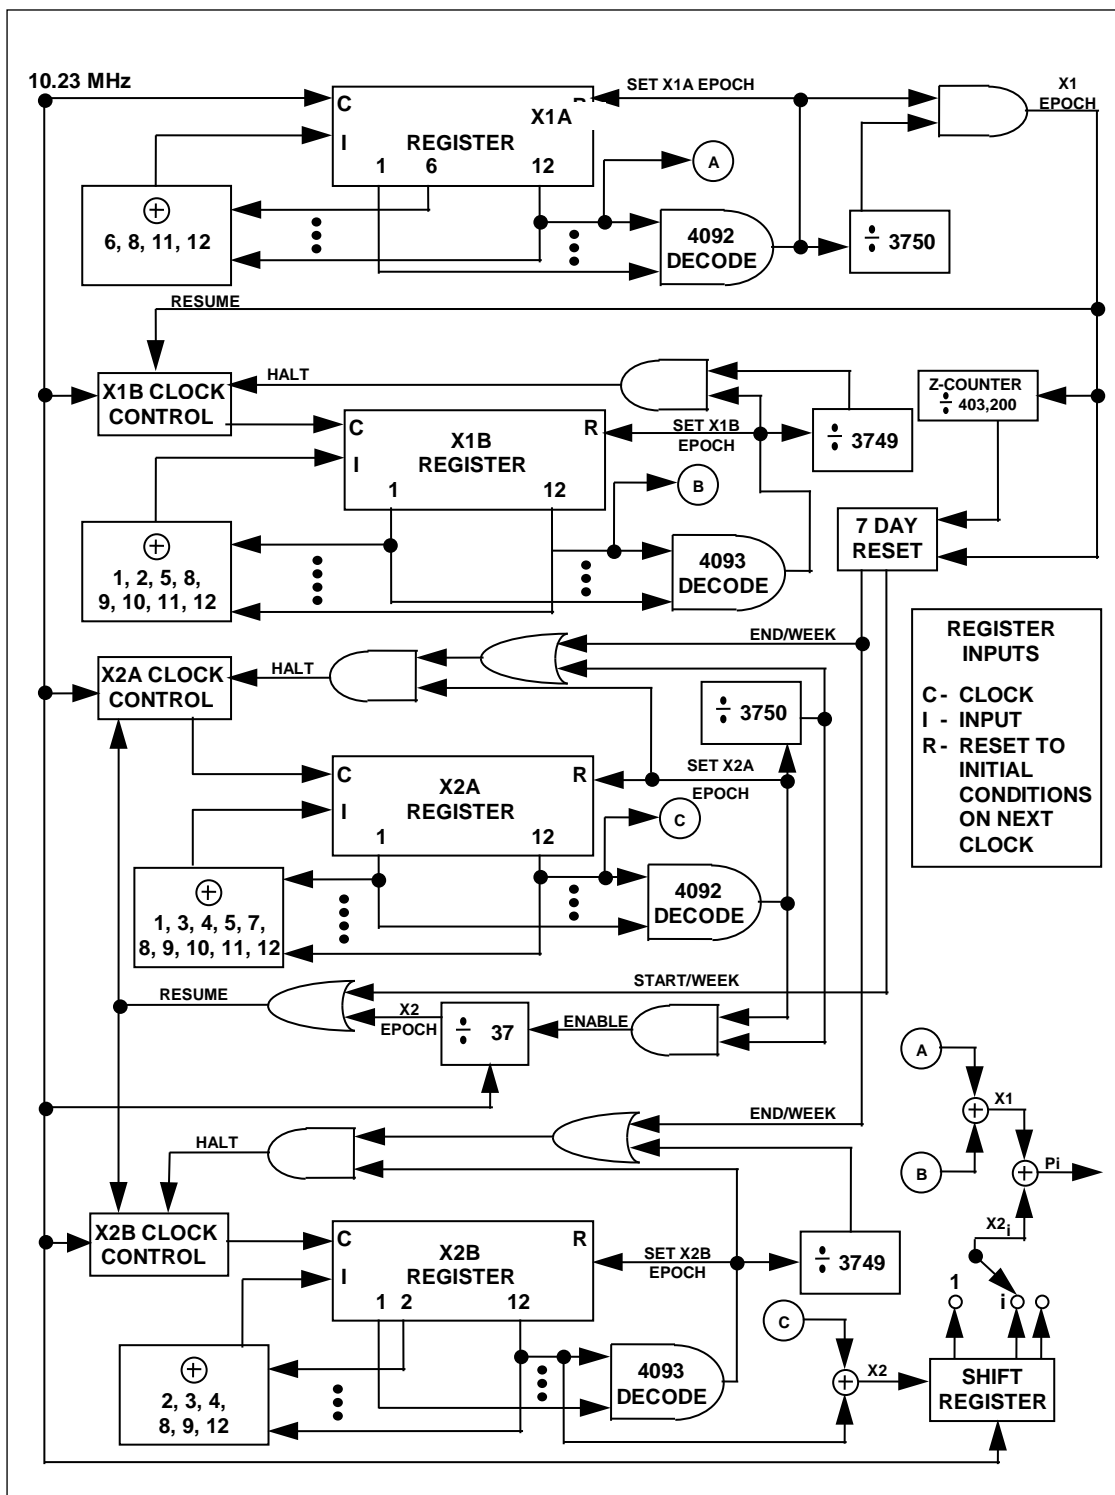 10.23 MHz
C
SET X1A EPOCH
X1
EPOCH
R
X1A
REGISTER
I
1
6
12
A
6, 8, 11, 12
4092
DECODE
÷ 3750
RESUME
X1B CLOCK
CONTROL
HALT
Z-COUNTER
÷ 403,200
C
X1B
REGISTER
R
SET X1B
EPOCH
÷ 3749
I
1
12
B
7 DAY
RESET
1, 2, 5, 8,
9, 10, 11, 12
4093
DECODE
END/WEEK
REGISTER
INPUTS
C - CLOCK
I - INPUT
R - RESET TO
INITIAL
CONDITIONS
ON NEXT
CLOCK
X2A CLOCK
CONTROL
HALT
÷ 3750
C
X2A
REGISTER
R
SET X2A
EPOCH
I
1
12
C
1, 3, 4, 5, 7,
8, 9, 10, 11, 12
4092
DECODE
RESUME
START/WEEK
X2
EPOCH
÷ 37
ENABLE
A
X1
B
Pi
X2i
END/WEEK
HALT
X2B CLOCK
CONTROL
C
X2B
REGISTER
R
SET X2B
EPOCH
÷ 3749
I
1
2
12
1
i
C
2, 3, 4,
8, 9, 12
4093
DECODE
X2
SHIFT
REGISTER